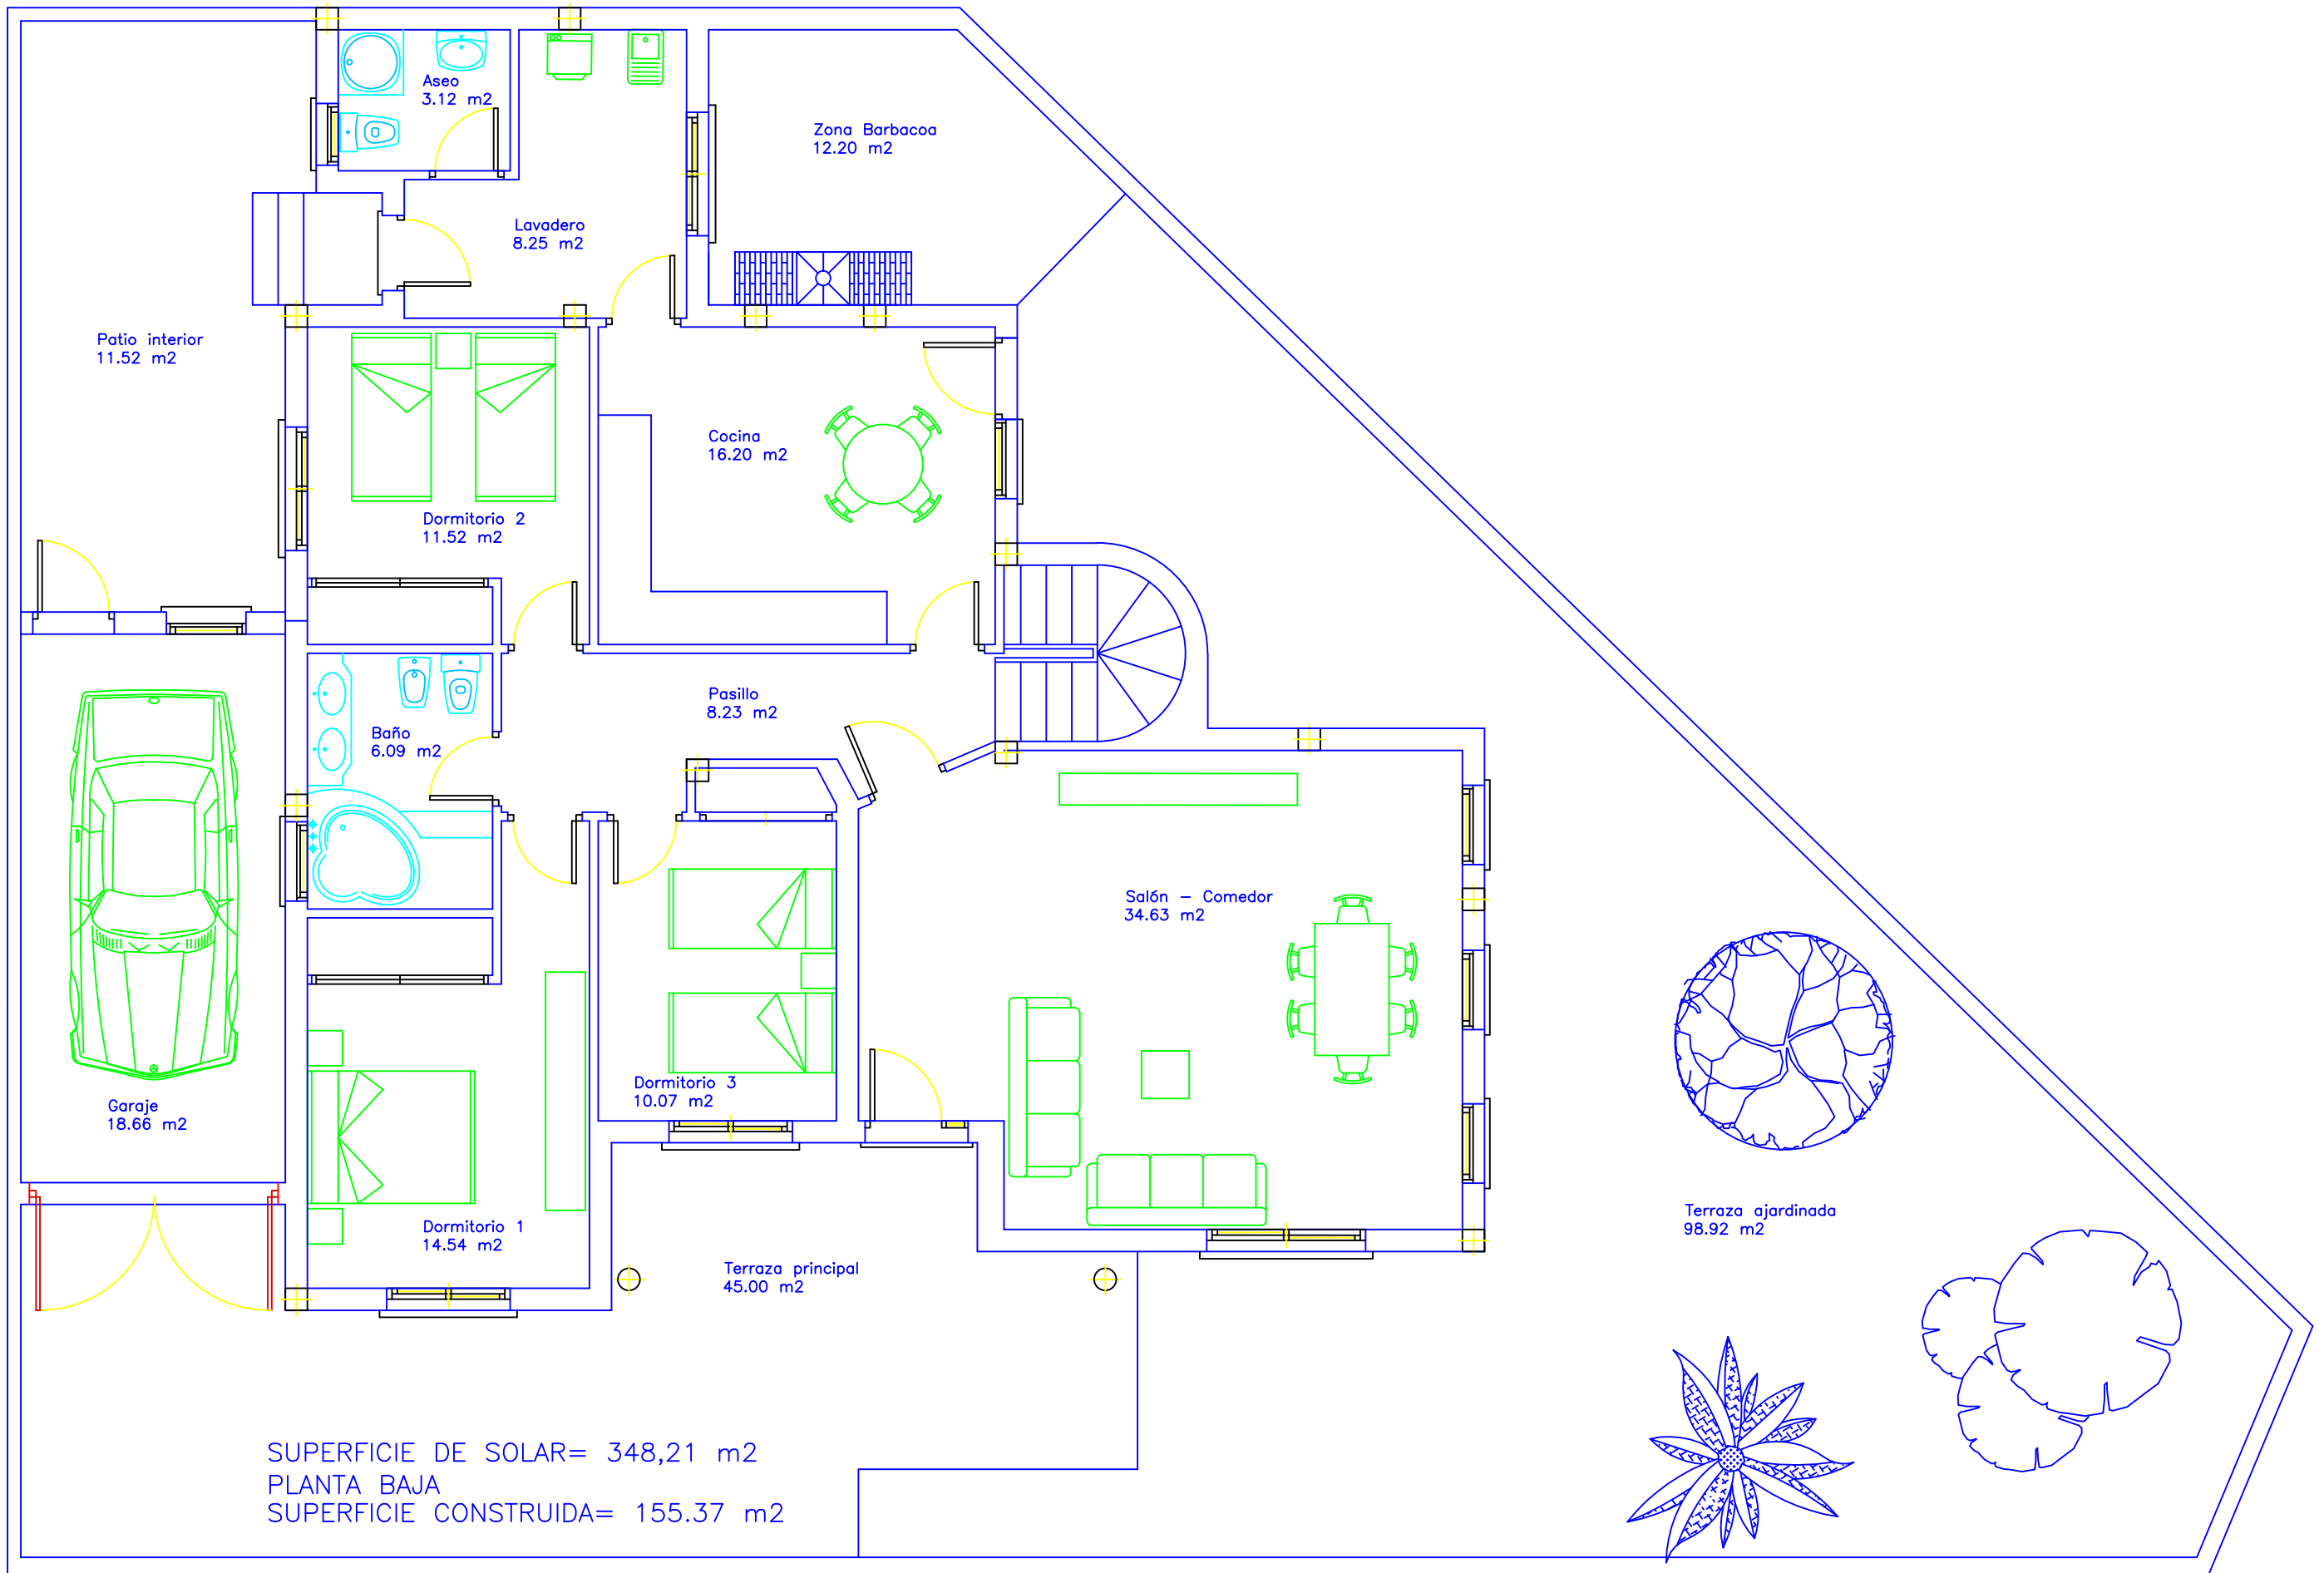 Aseo
3.12 m2
Zona Barbacoa
12.20 m2
Lavadero
8.25 m2
Patio interior
11.52 m2
Cocina
16.20 m2
Dormitorio 2
11.52 m2
Pasillo
8.23 m2
Baño
6.09 m2
Salón - Comedor
34.63 m2
Dormitorio 3
10.07 m2
Garaje
18.66 m2
Terraza ajardinada
98.92 m2
Dormitorio 1
14.54 m2
Terraza principal
45.00 m2
SUPERFICIE DE SOLAR= 348,21 m2
PLANTA BAJA
SUPERFICIE CONSTRUIDA= 155.37 m2